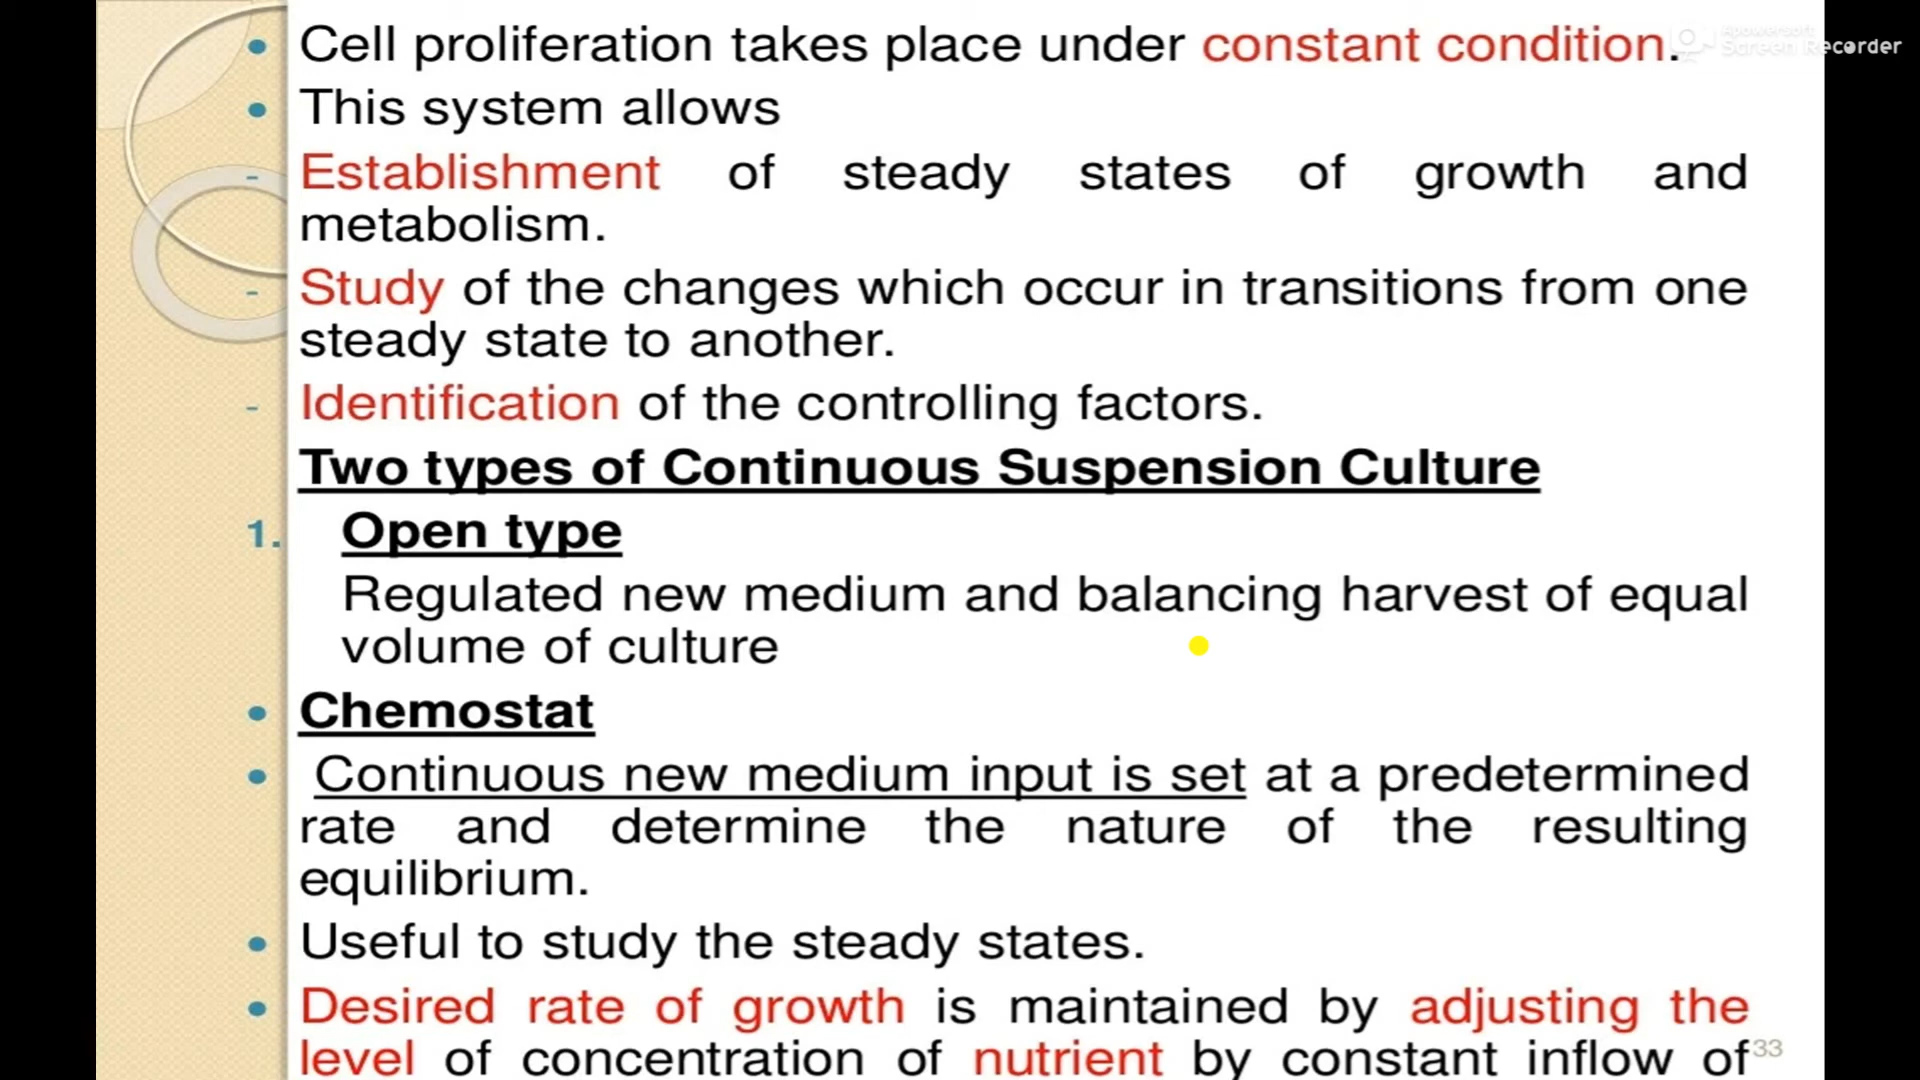 • Cell proliferation takes place under constant condition.
Apowersoft
Screen Recorder
• This system allows
- Establishment of steady states of growth and
metabolism.
- Study of the changes which occur in transitions from one
steady state to another.
- Identification of the controlling factors.
Two types of Continuous Suspension Culture
1. Open type
Regulated new medium and balancing harvest of equal
volume of culture
• Chemostat
• Continuous new medium input is set at a predetermined
rate and determine the nature of the resulting
equilibrium.
• Useful to study the steady states.
• Desired rate of growth is maintained by adjusting the
level of concentration of nutrient by constant inflow of
33